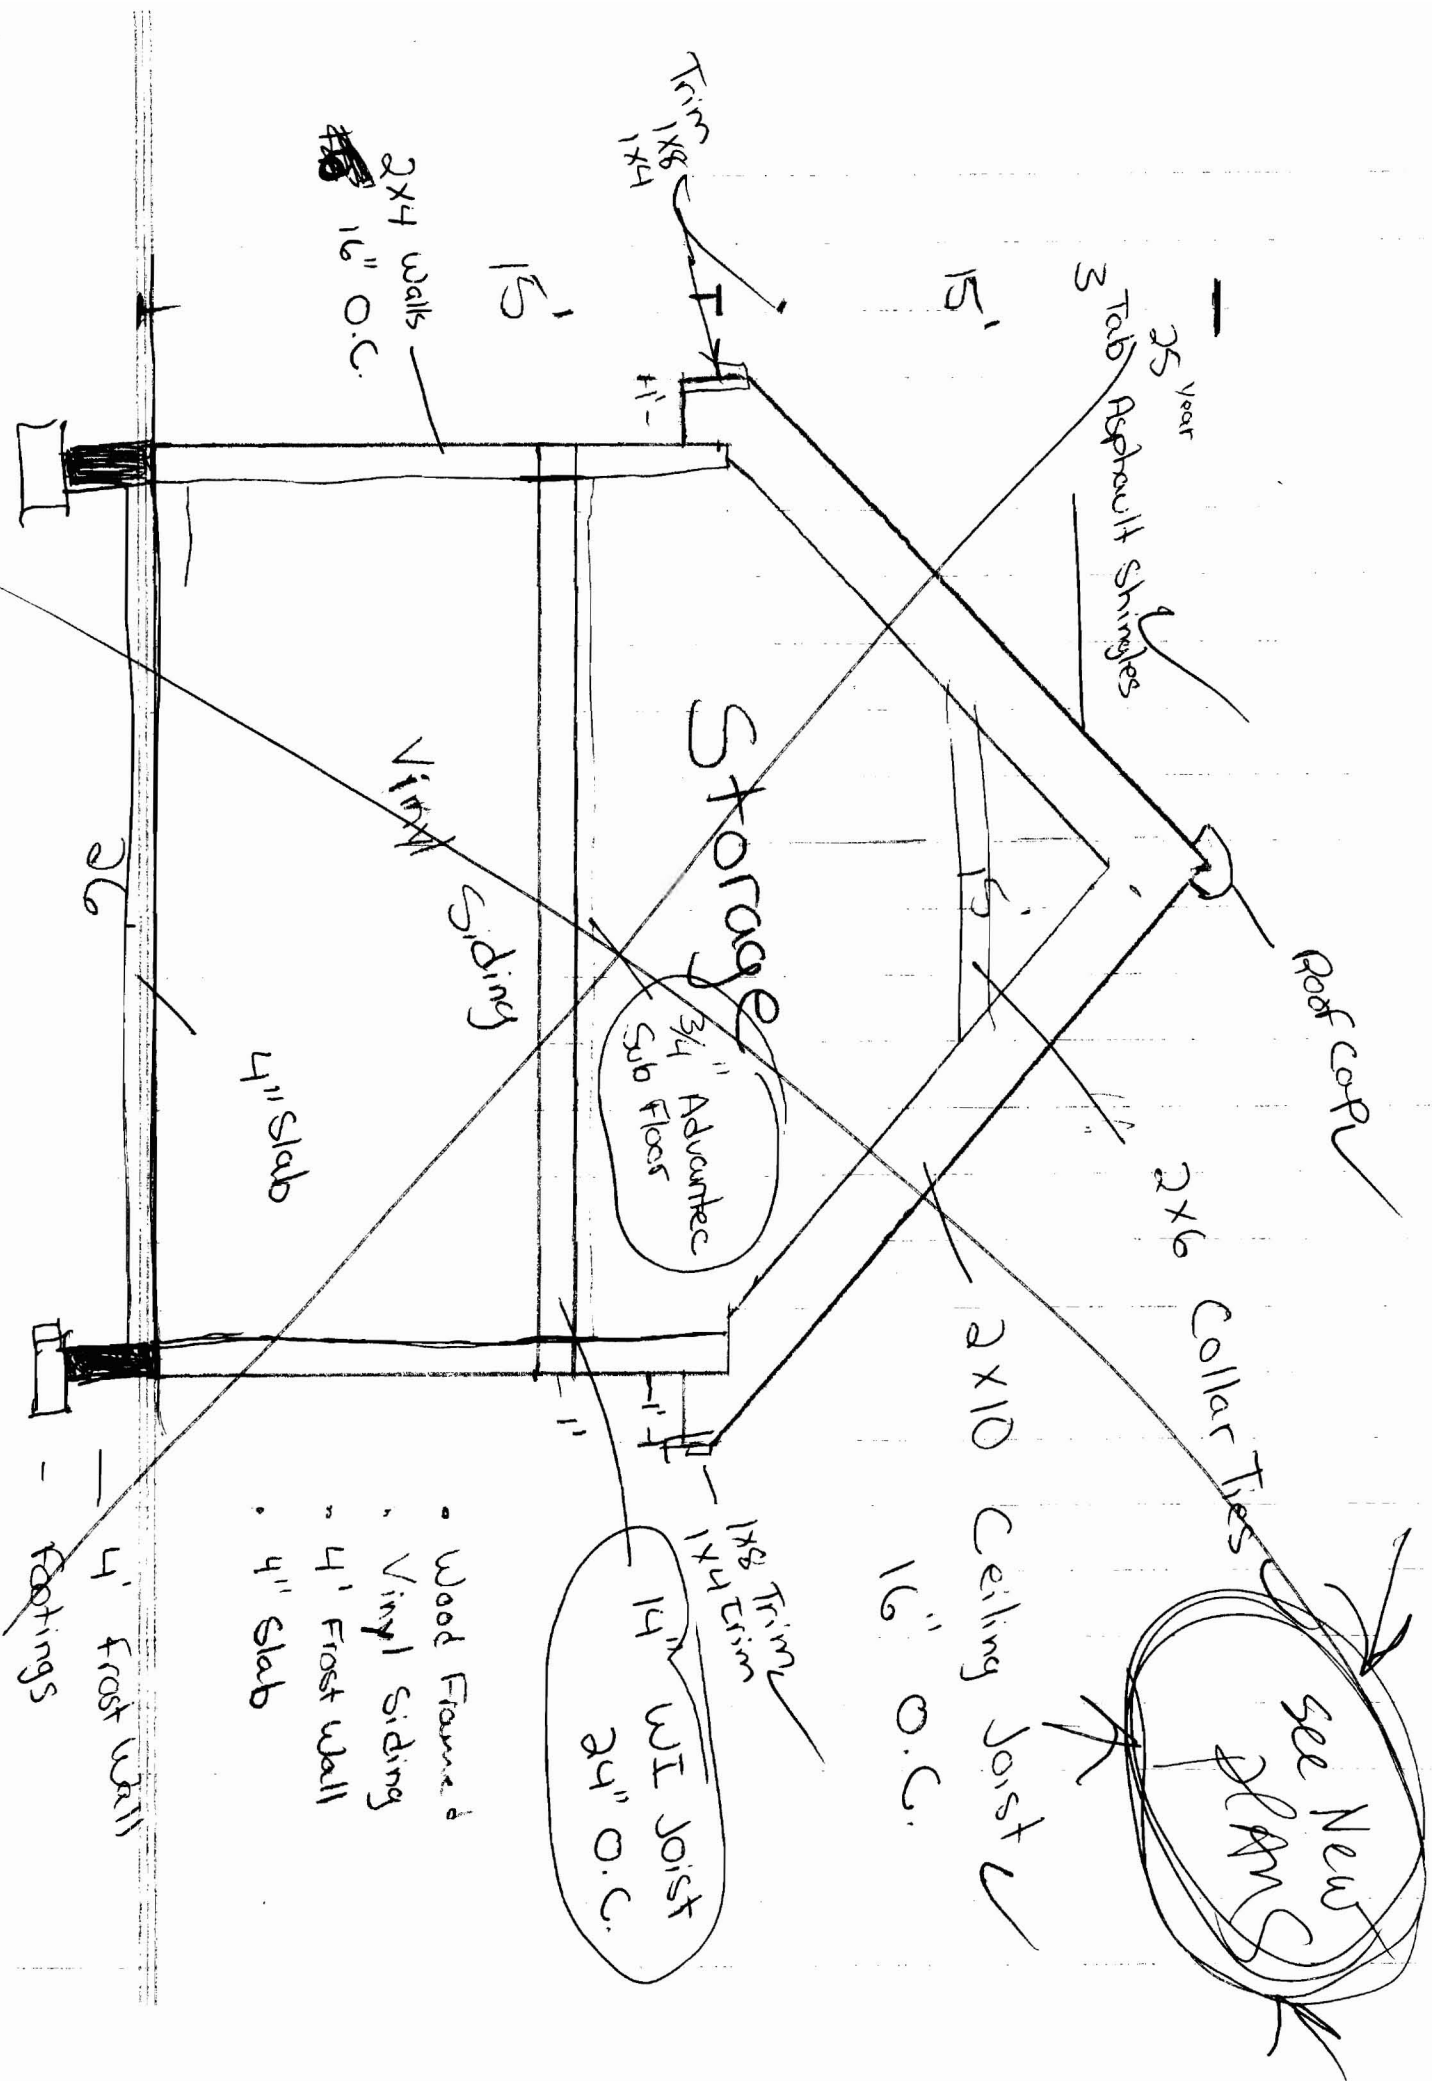 See New
plans
Roof Cap
25 year
3 Tab Asphault Shingles
2x6 Collar Ties
15'
15'
2x10 Ceiling Joist
16" O.C.
Trim
1x8
1x4
1x8 Trim
1x4 trim
Storage
3/4" Advantec
Sub Floor
14" WI Joist
24" O.C.
+1'-
1'
1'
15'
2x4 Walls
16" O.C.
Vinyl
Siding
4" Slab
26
• Wood Framed
• Vinyl Siding
• 4' Frost Wall
• 4" Slab
— 4' Frost Wall
- Footings